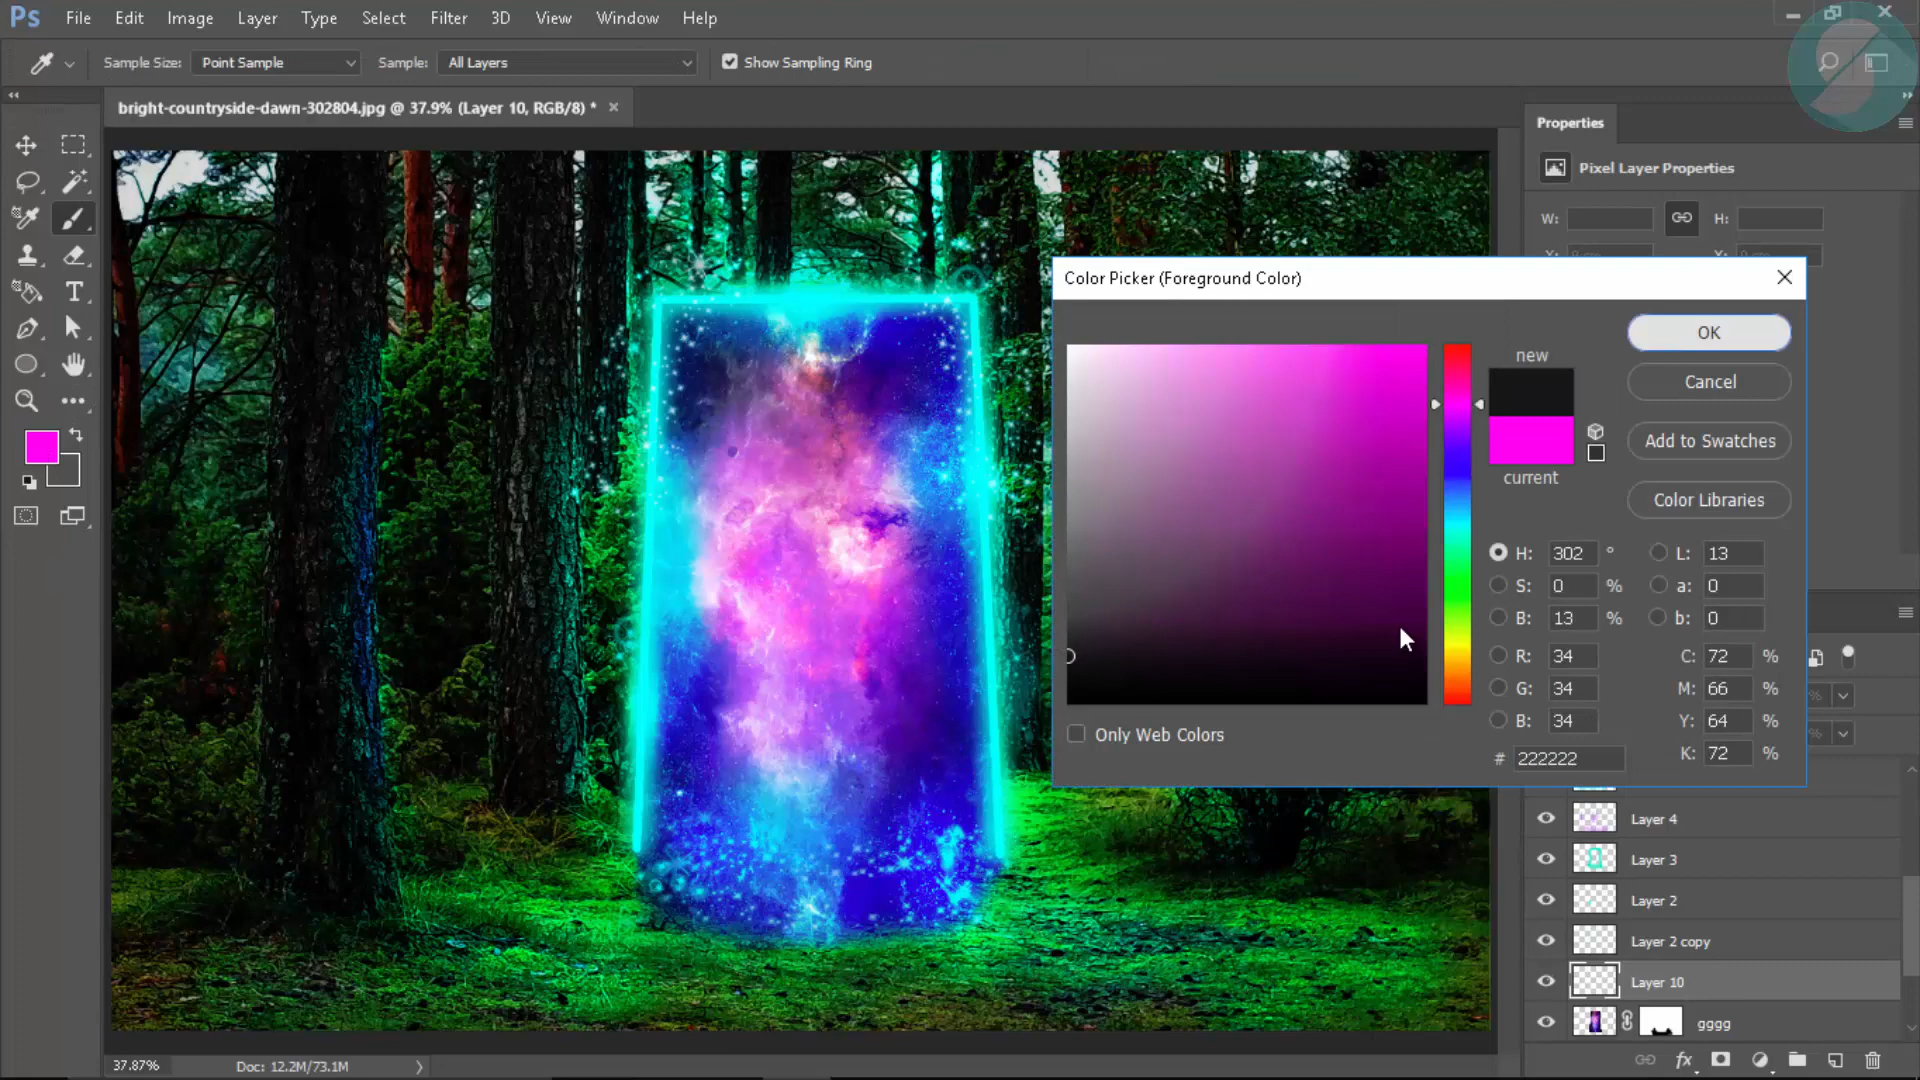 Ps File Edit Image Layer Type Select Filter 3D View Window Help
Sample Size: Point Sample Sample: All Layers Show Sampling Ring
bright-countryside-dawn-302804.jpg @ 37.9% (Layer 10, RGB/8) *
Properties
Pixel Layer Properties
W: H:
Color Picker (Foreground Color)
OK
new
Cancel
Add to Swatches
current
Color Libraries
H: 302 ° L: 13
S: 0 % a: 0
B: 13 % b: 0
R: 34 C: 72 %
G: 34 M: 66 %
B: 34 Y: 64 %
Only Web Colors
# 222222 K: 72 %
Layer 4
Layer 3
Layer 2
Layer 2 copy
Layer 10
gggg
37.87% Doc: 12.2M/73.1M
fx